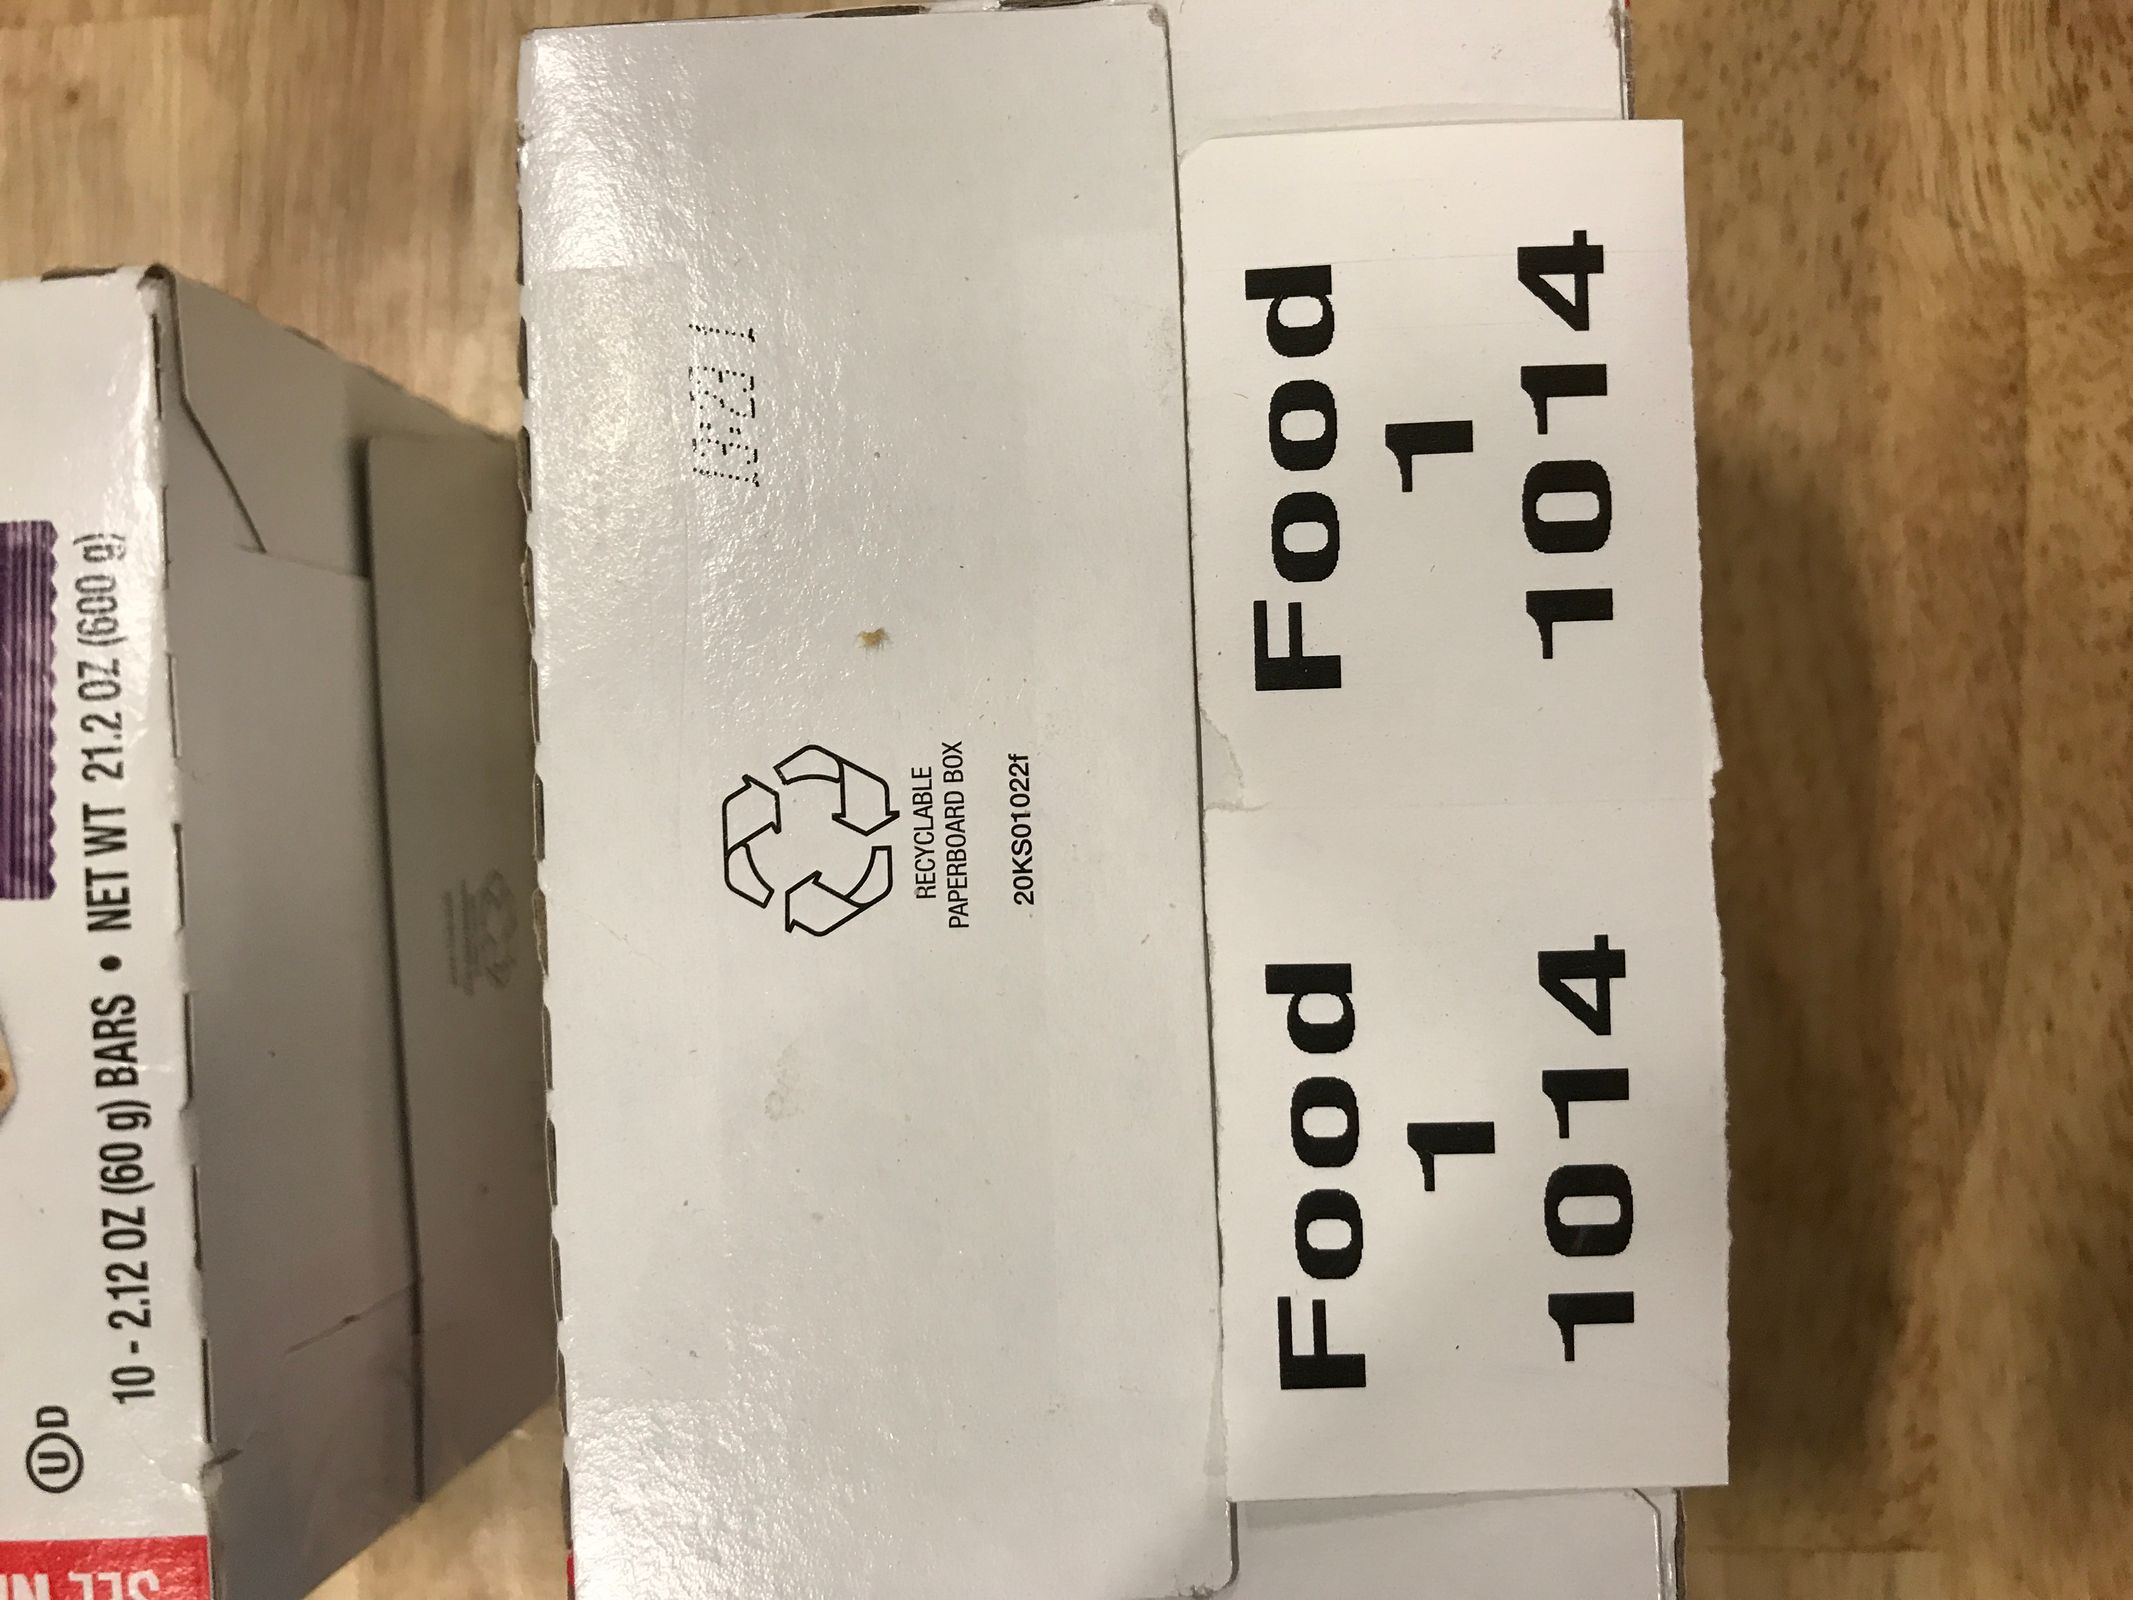 10 - 2.12 OZ (60 g) BARS • NET WT 21.2 OZ (600 g)
U D
RECYCLABLE
PAPERBOARD BOX
20KS01022f
Food
1
1014
Food
1
1014